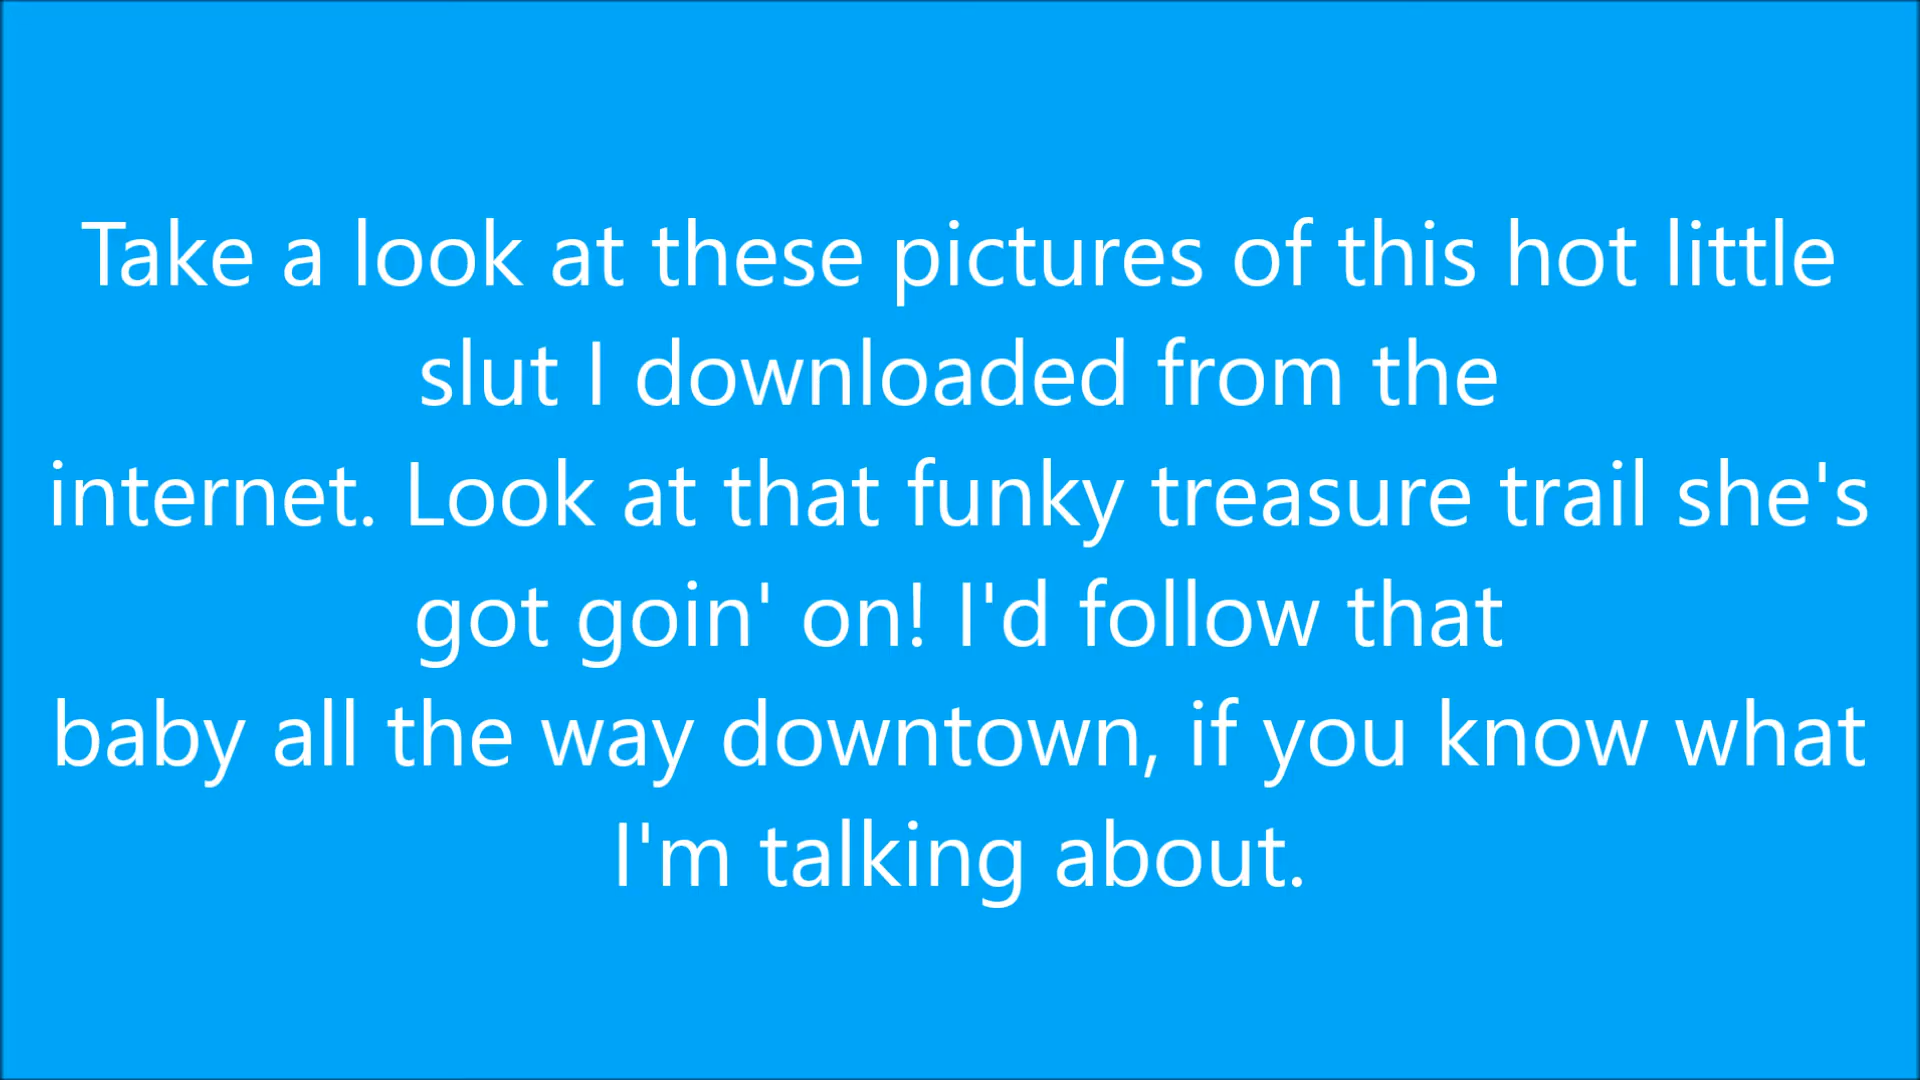 Take a look at these pictures of this hot little
slut I downloaded from the
internet. Look at that funky treasure trail she's
got goin' on! I'd follow that
baby all the way downtown, if you know what
I'm talking about.